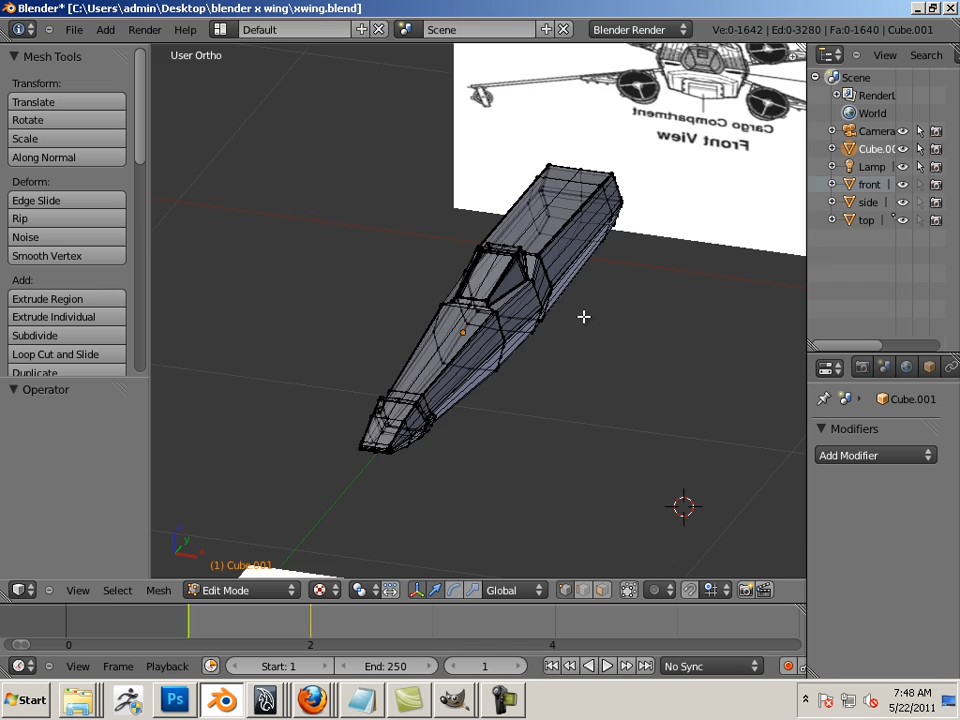 Blender* [C:\Users\admin\Desktop\blender x wing\xwing.blend]
File Add Render Help Default Scene Blender Render Ve:0-1642 | Ed:0-3280 | Fa:0-1640 | Cube.001
Mesh Tools
Transform:
Translate
Rotate
Scale
Along Normal
Deform:
Edge Slide
Rip
Noise
Smooth Vertex
Add:
Extrude Region
Extrude Individual
Subdivide
Loop Cut and Slide
Duplicate
Operator
User Ortho
Cargo Compartment
Front View
(1) Cube.001
View Search
Scene
RenderL
World
Camera
Cube.00
Lamp
front
side
top
Cube.001
Modifiers
Add Modifier
View Select Mesh Edit Mode Global
0 2 4
View Frame Playback Start: 1 End: 250 1 No Sync
Start Ps 7:48 AM
5/22/2011